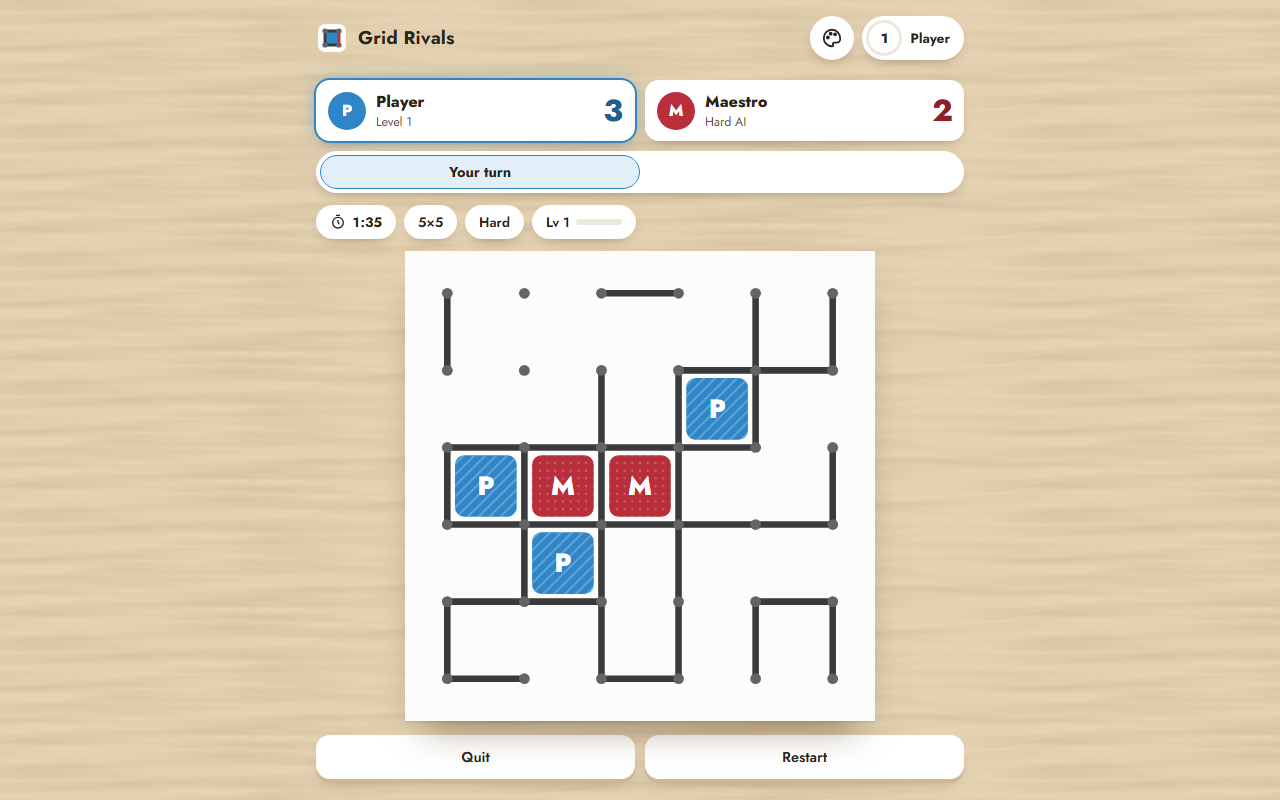 Grid Rivals
1 Player
P Player 3
Level 1
M Maestro 2
Hard AI
Your turn
1:35 5×5 Hard Lv 1
P
P M M
P
Quit Restart